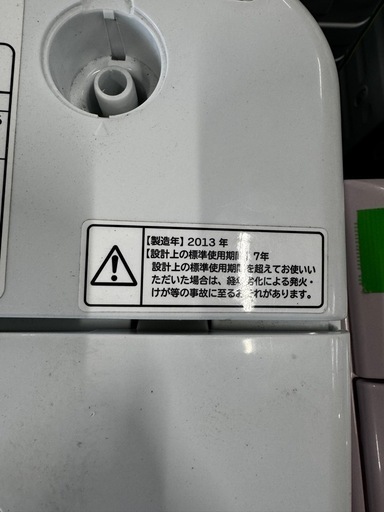 【製造年】2013 年
【設計上の標準使用期間】7年
設計上の標準使用期間を超えてお使いい
ただいた場合は、経年劣化による発火・
けが等の事故に至るおそれがあります。